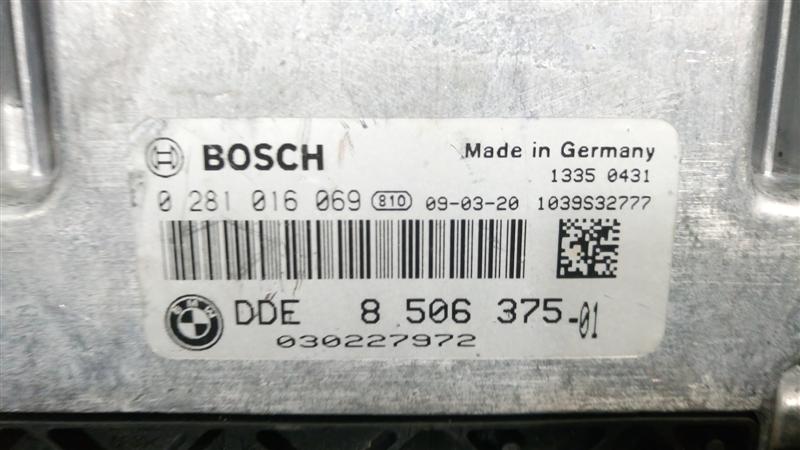 BOSCH Made in Germany
1335 0431
0 281 016 069 810 09-03-20 1039S32777
BMW DDE 8 506 375-01
030227972